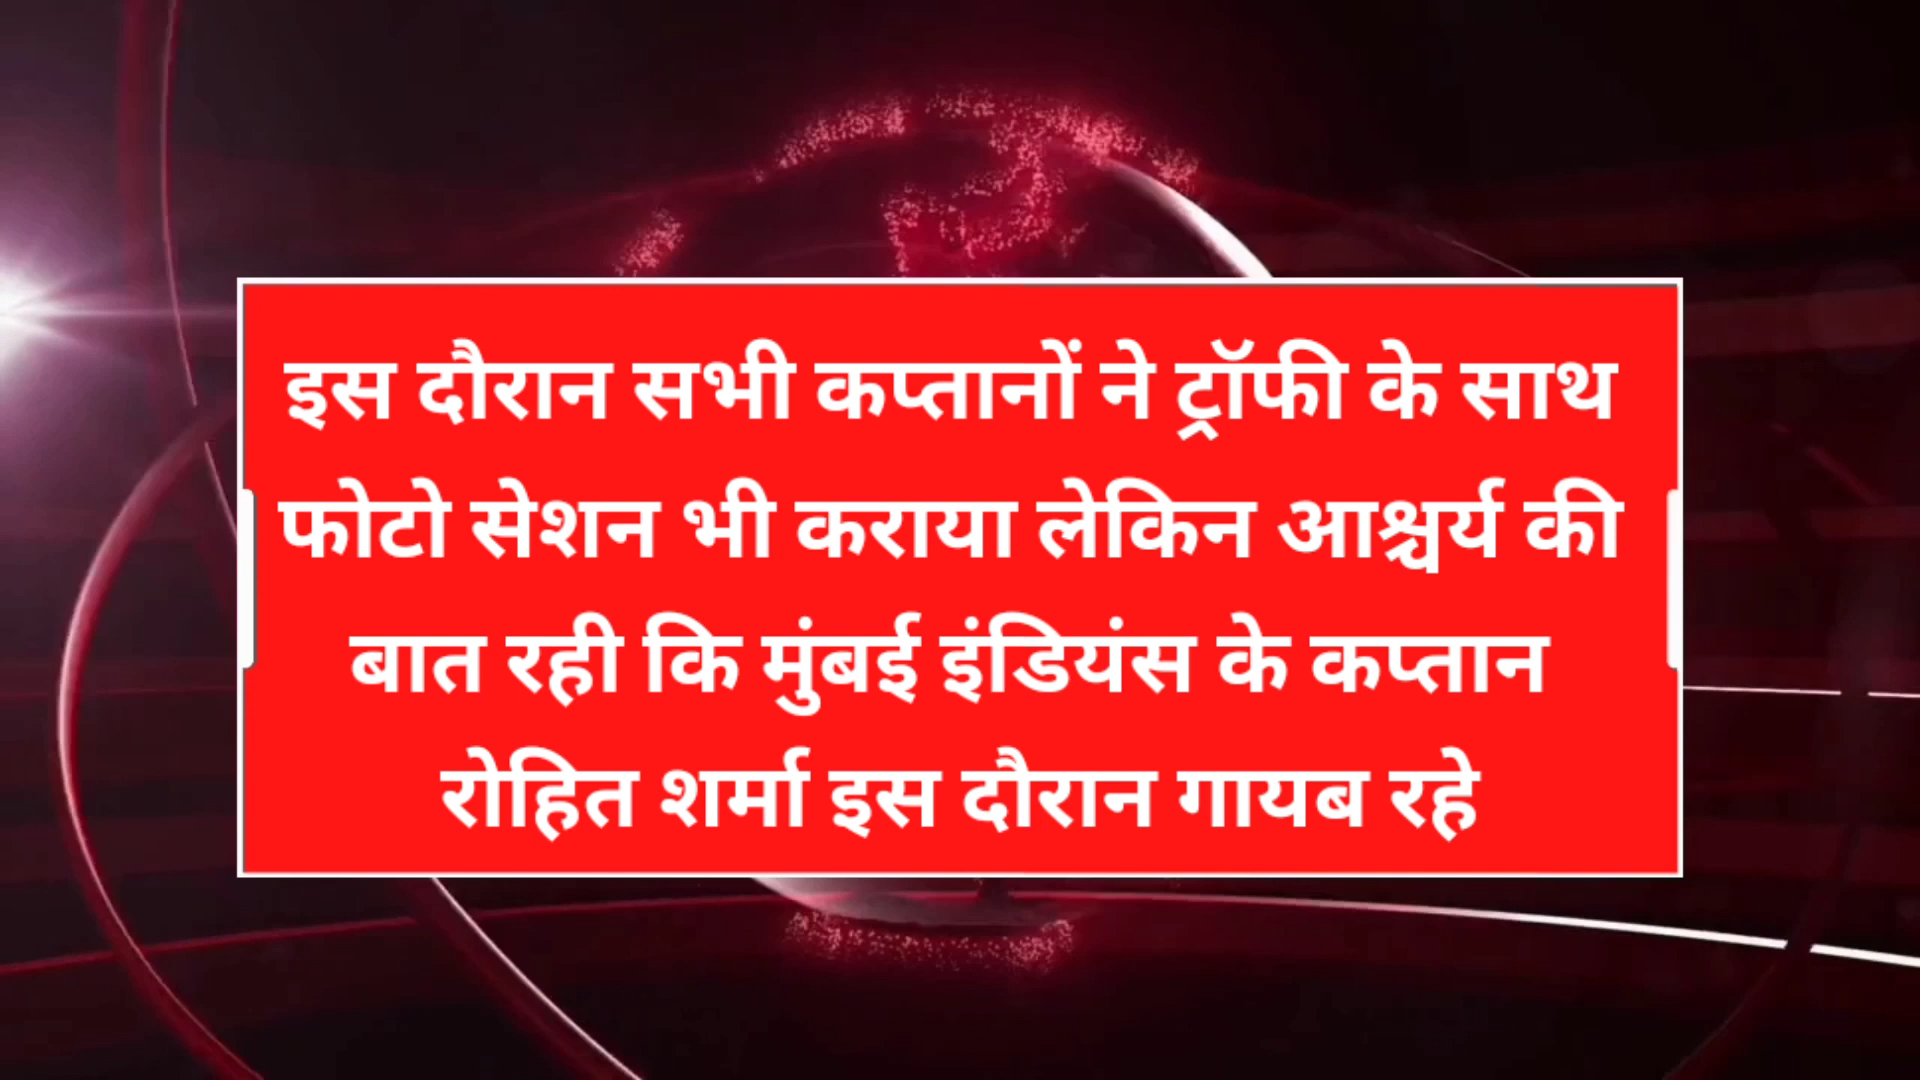 इस दौरान सभी कप्तानों ने ट्रॉफी के साथ
फोटो सेशन भी कराया लेकिन आश्चर्य की
बात रही कि मुंबई इंडियंस के कप्तान
रोहित शर्मा इस दौरान गायब रहे